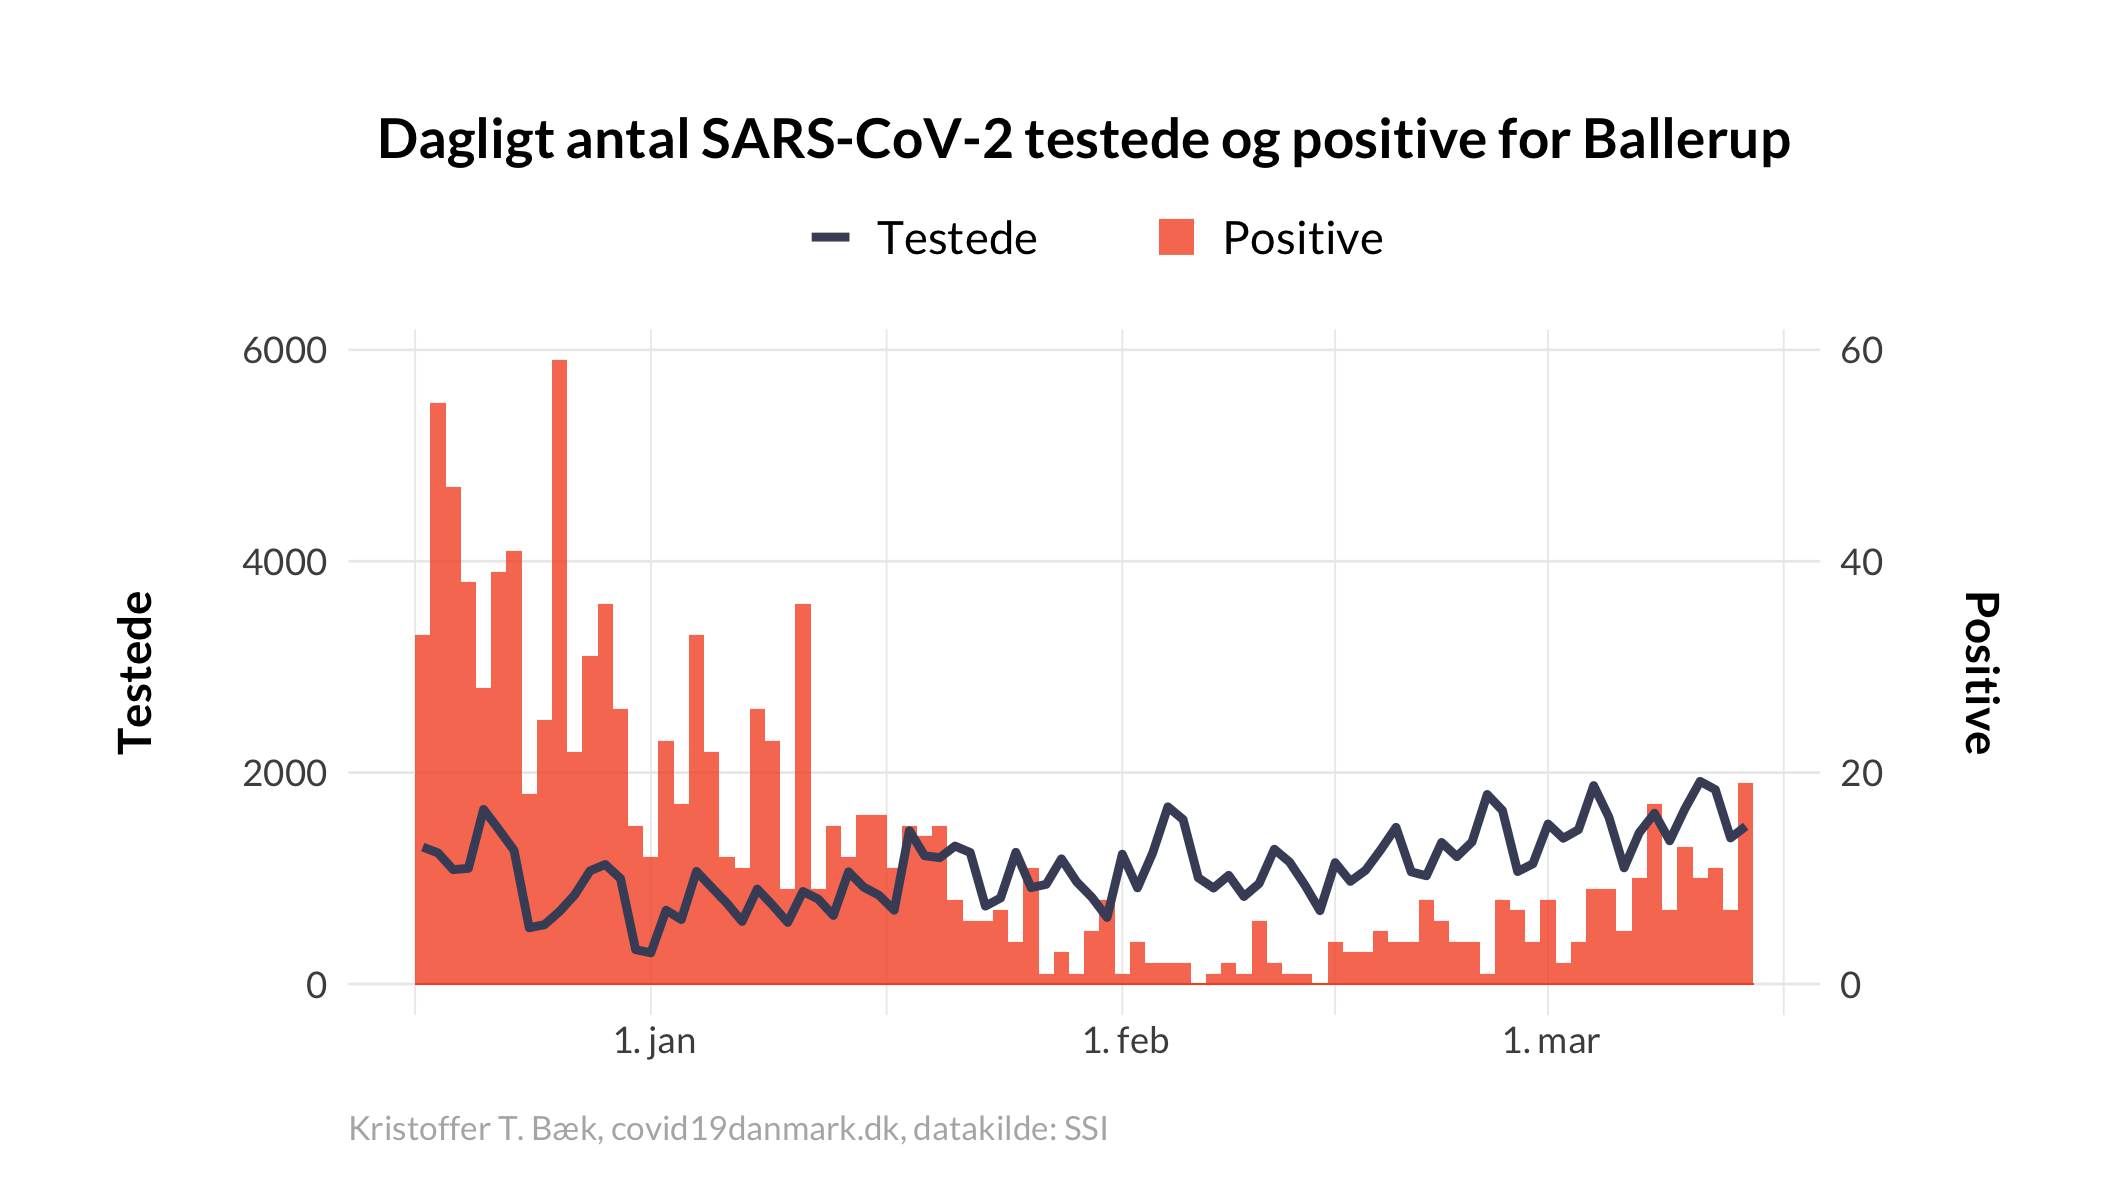 Dagligt antal SARS-CoV-2 testede og positive for Ballerup
Testede
Positive
6000
4000
2000
0
Testede
60
40
20
0
Positive
1. jan
1. feb
1. mar
Kristoffer T. Bæk, covid19danmark.dk, datakilde: SSI